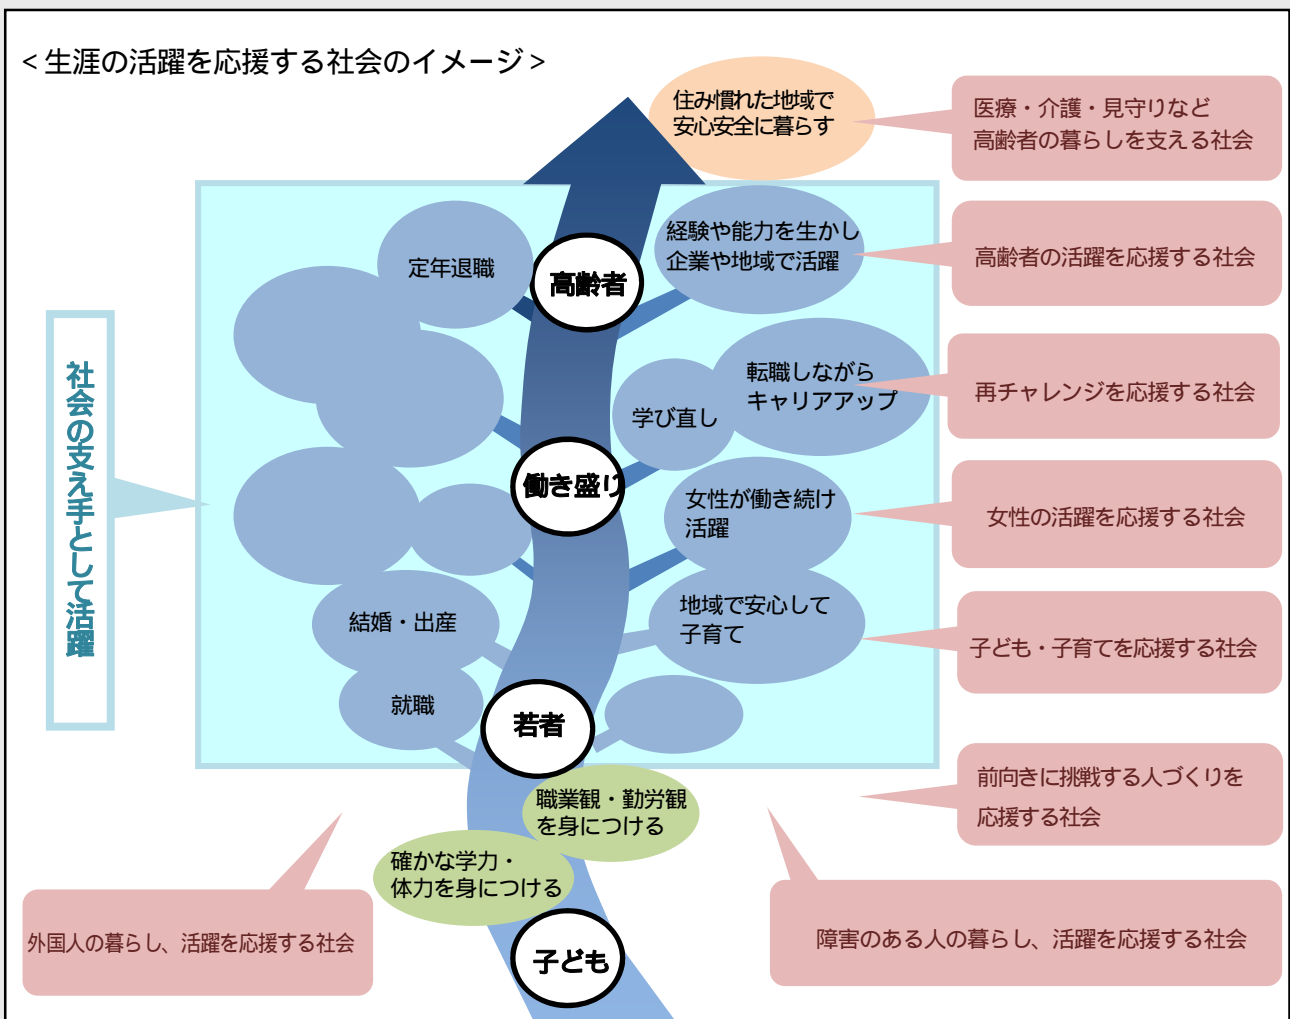 <生涯の活躍を応援する社会のイメージ>
住み慣れた地域で
安心安全に暮らす
医療・介護・見守りなど
高齢者の暮らしを支える社会
定年退職
高齢者
経験や能力を生かし
企業や地域で活躍
高齢者の活躍を応援する社会
社会の支え手として活躍
転職しながら
キャリアアップ
学び直し
再チャレンジを応援する社会
働き盛り
女性が働き続け
活躍
女性の活躍を応援する社会
結婚・出産
地域で安心して
子育て
子ども・子育てを応援する社会
就職
若者
前向きに挑戦する人づくりを
応援する社会
職業観・勤労観
を身につける
確かな学力・
体力を身につける
外国人の暮らし、活躍を応援する社会
子ども
障害のある人の暮らし、活躍を応援する社会